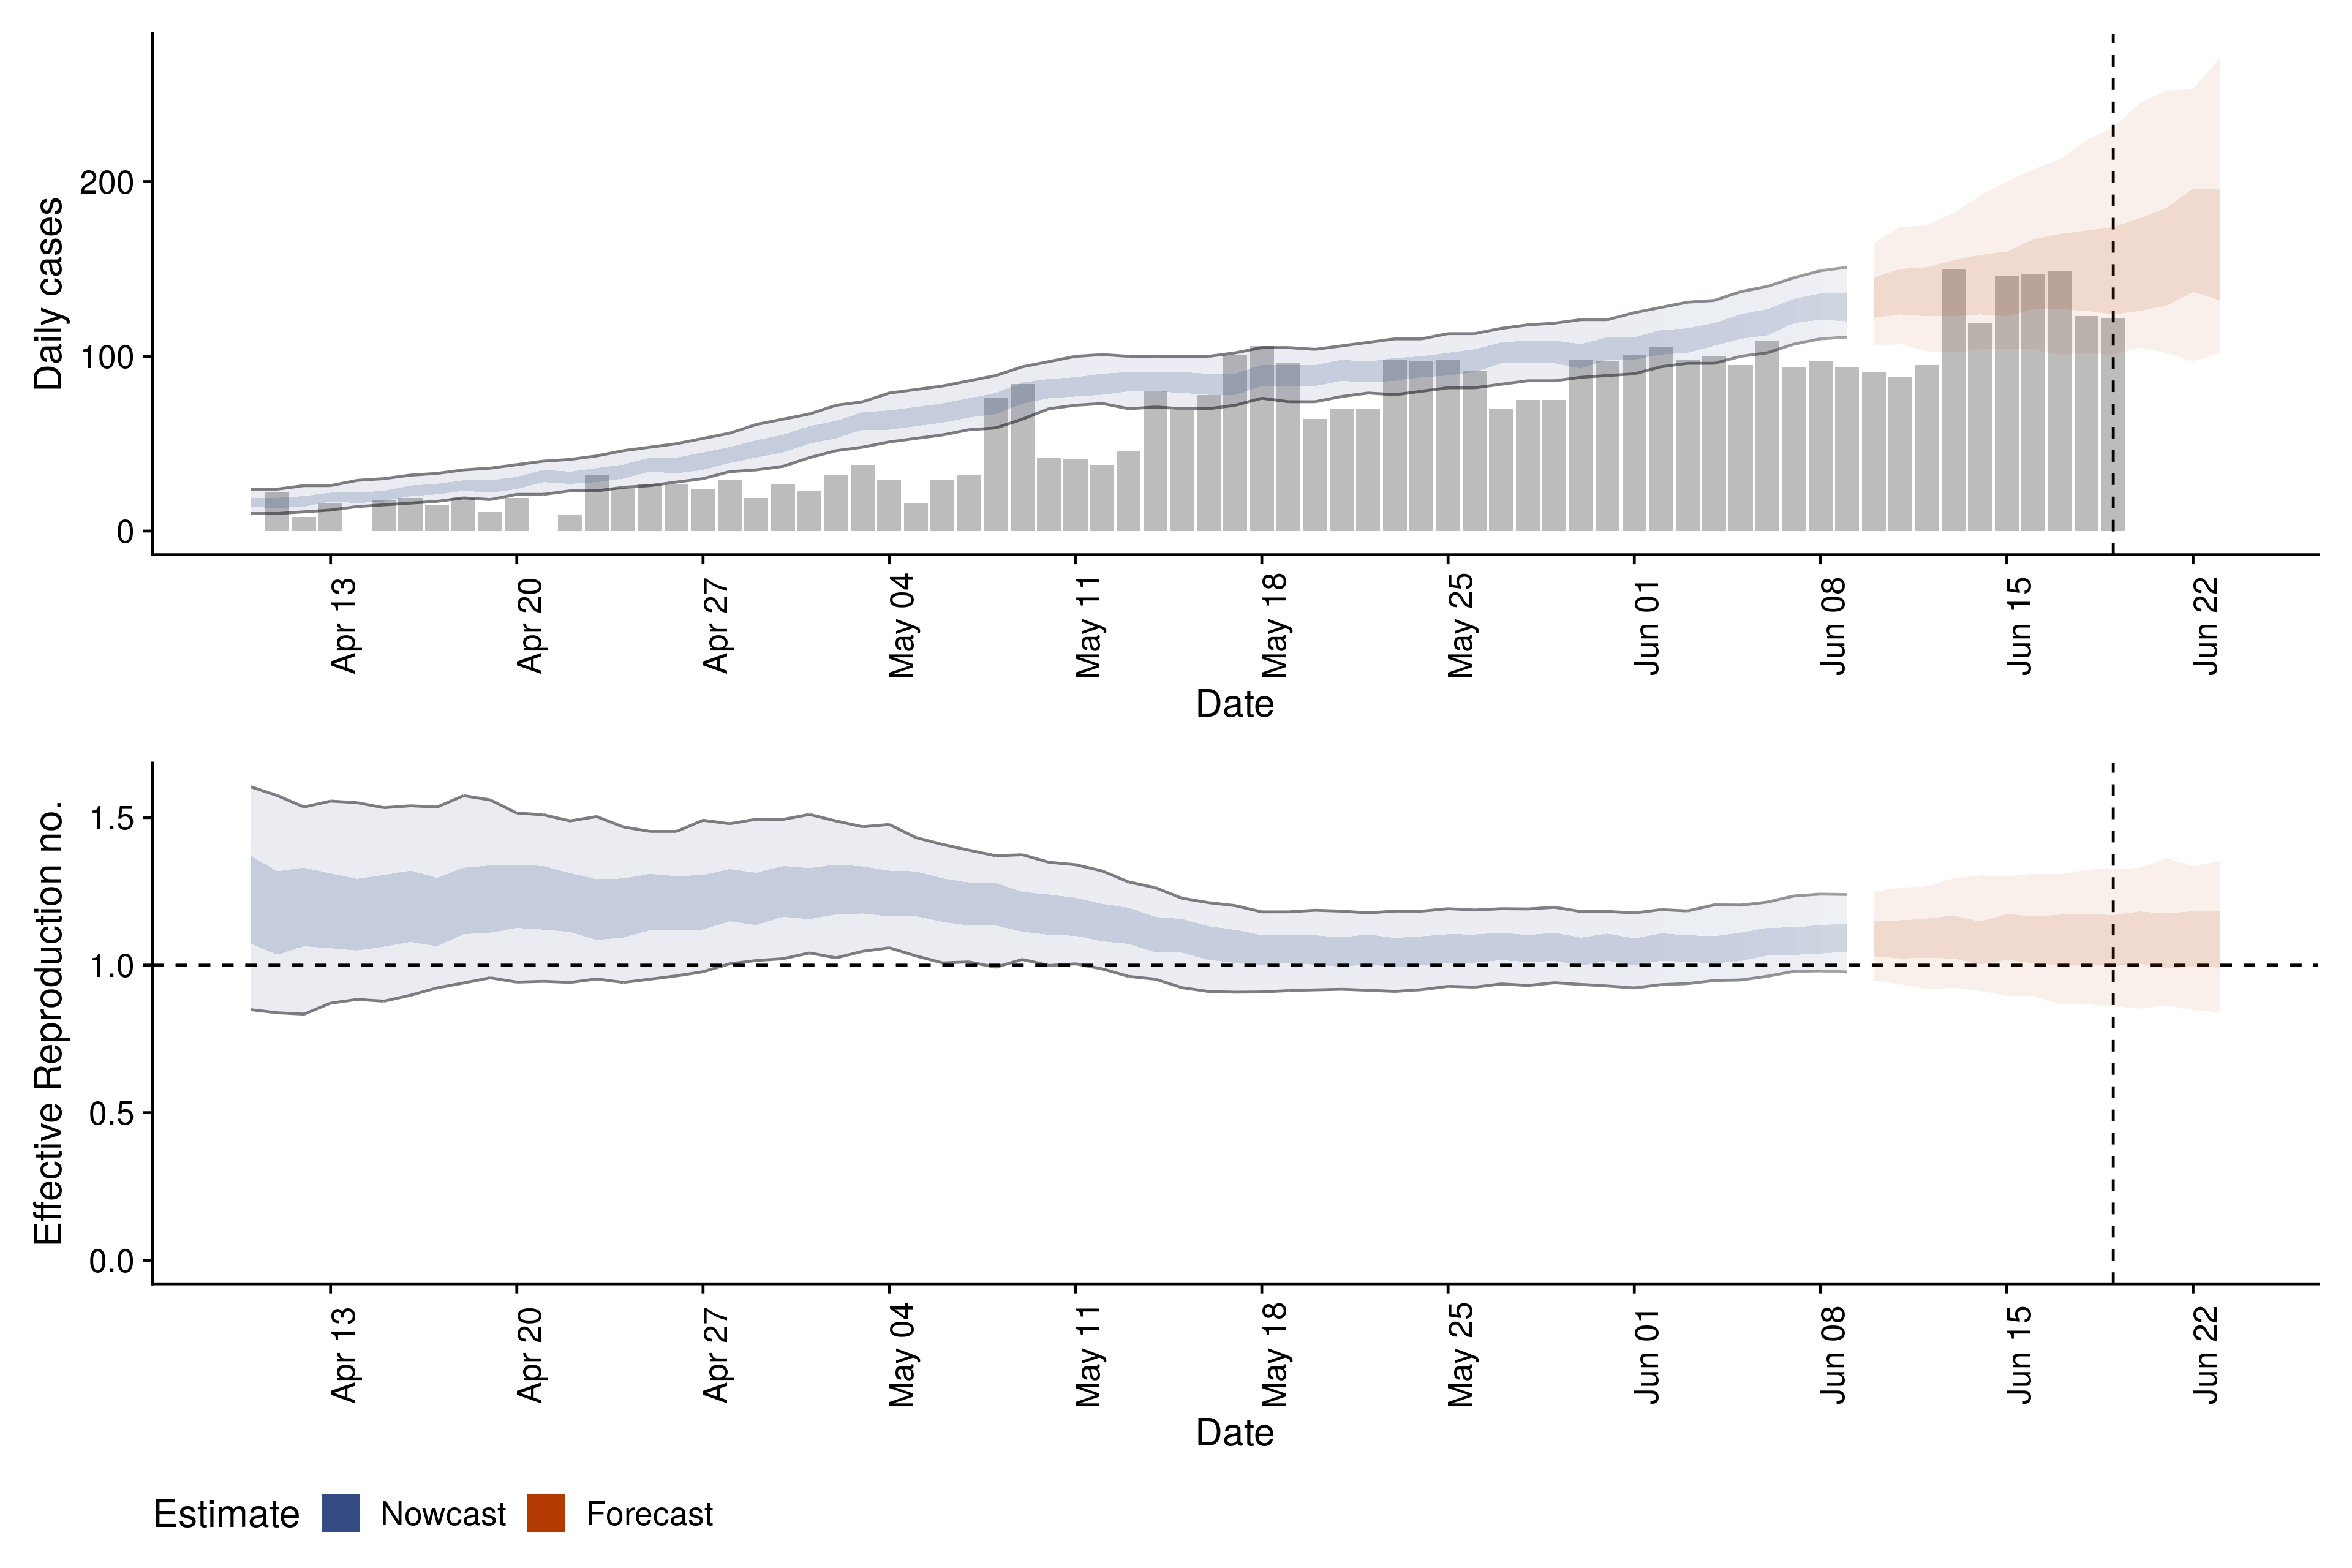 Daily cases
200
100
0
Apr 13
Apr 20
Apr 27
May 04
May 11
May 18
May 25
Jun 01
Jun 08
Jun 15
Jun 22
Date
Effective Reproduction no.
1.5
1.0
0.5
0.0
Apr 13
Apr 20
Apr 27
May 04
May 11
May 18
May 25
Jun 01
Jun 08
Jun 15
Jun 22
Date
Estimate Nowcast Forecast